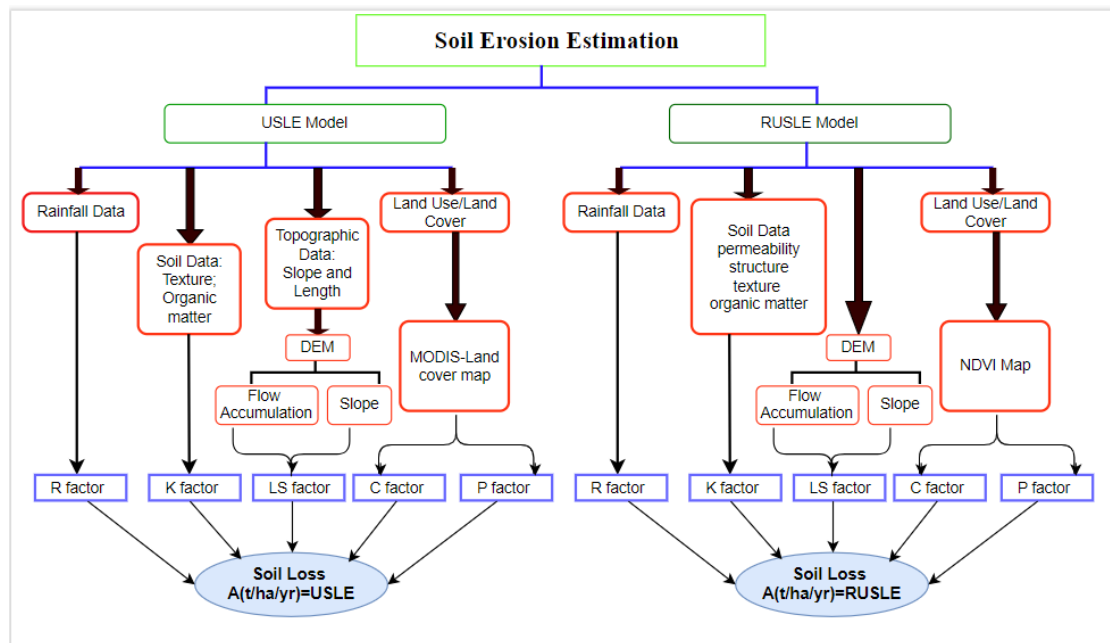 Soil Erosion Estimation
USLE Model
RUSLE Model
Rainfall Data
Soil Data:
Texture;
Organic
matter
Topographic
Data:
Slope and
Length
Land Use/Land
Cover
DEM
Flow
Accumulation
Slope
MODIS-Land
cover map
R factor
K factor
LS factor
C factor
P factor
Soil Loss
A(t/ha/yr)=USLE
Rainfall Data
Soil Data
permeability
structure
texture
organic matter
Land Use/Land
Cover
DEM
Flow
Accumulation
Slope
NDVI Map
R factor
K factor
LS factor
C factor
P factor
Soil Loss
A(t/ha/yr)=RUSLE